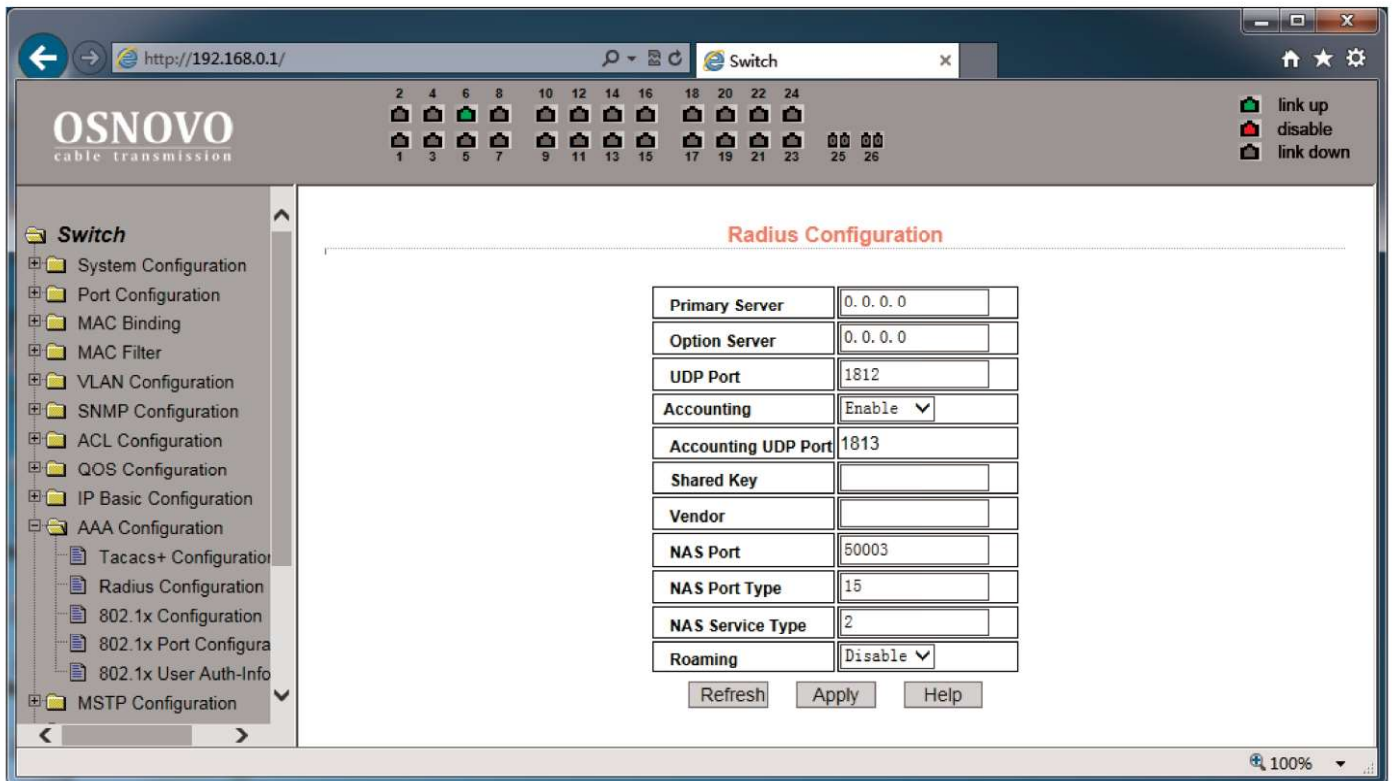 http://192.168.0.1/
Switch
OSNOVO
cable transmission
2 4 6 8 10 12 14 16 18 20 22 24
1 3 5 7 9 11 13 15 17 19 21 23 25 26
link up
disable
link down
Switch
System Configuration
Port Configuration
MAC Binding
MAC Filter
VLAN Configuration
SNMP Configuration
ACL Configuration
QOS Configuration
IP Basic Configuration
AAA Configuration
Tacacs+ Configuration
Radius Configuration
802.1x Configuration
802.1x Port Configura
802.1x User Auth-Info
MSTP Configuration
Radius Configuration
Primary Server 0.0.0.0
Option Server 0.0.0.0
UDP Port 1812
Accounting Enable
Accounting UDP Port 1813
Shared Key
Vendor
NAS Port 50003
NAS Port Type 15
NAS Service Type 2
Roaming Disable
Refresh Apply Help
100%